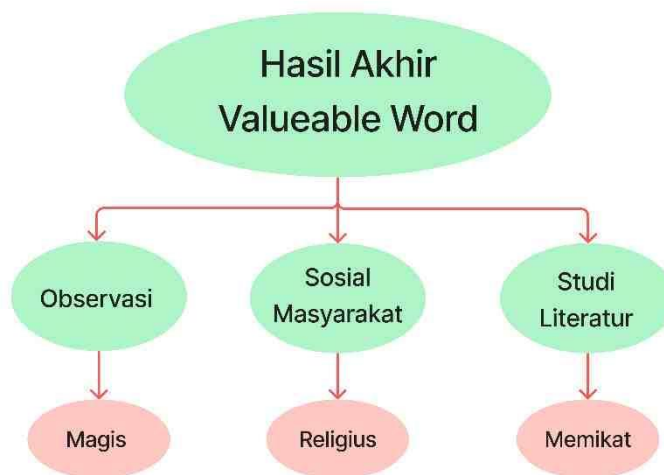 Hasil Akhir
Valueable Word
Observasi
Sosial
Masyarakat
Studi
Literatur
Magis
Religius
Memikat